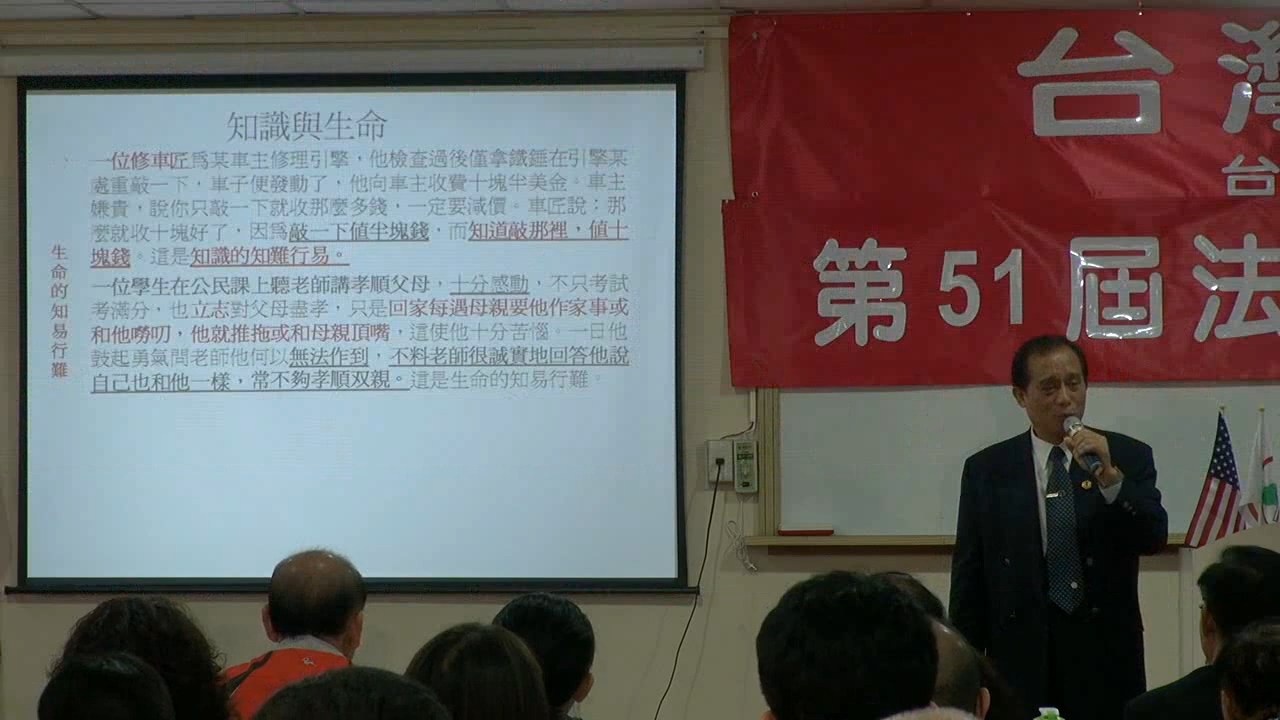 知識與生命
一位修車匠為某車主修理引擎，他檢查過後僅拿鐵錘在引擎某
處重敲一下，車子便發動了，他向車主收費十塊半美金。車主
嫌貴，說你只敲一下就收那麼多錢，一定要減價。車匠說：那
麼就收十塊好了，因為敲一下值半塊錢，而知道敲那裡，值十
塊錢。這是知識的知難行易。
一位學生在公民課上聽老師講孝順父母，十分感動，不只考試
考滿分，也立志對父母盡孝，只是回家每遇母親要他作家事或
和他嘮叨，他就推拖或和母親頂嘴，這使他十分苦惱。一日他
鼓起勇氣問老師他何以無法作到，不料老師很誠實地回答他說
自己也和他一樣，常不夠孝順双親。這是生命的知易行難。
生命的知易行難
台灣
台
第51屆法